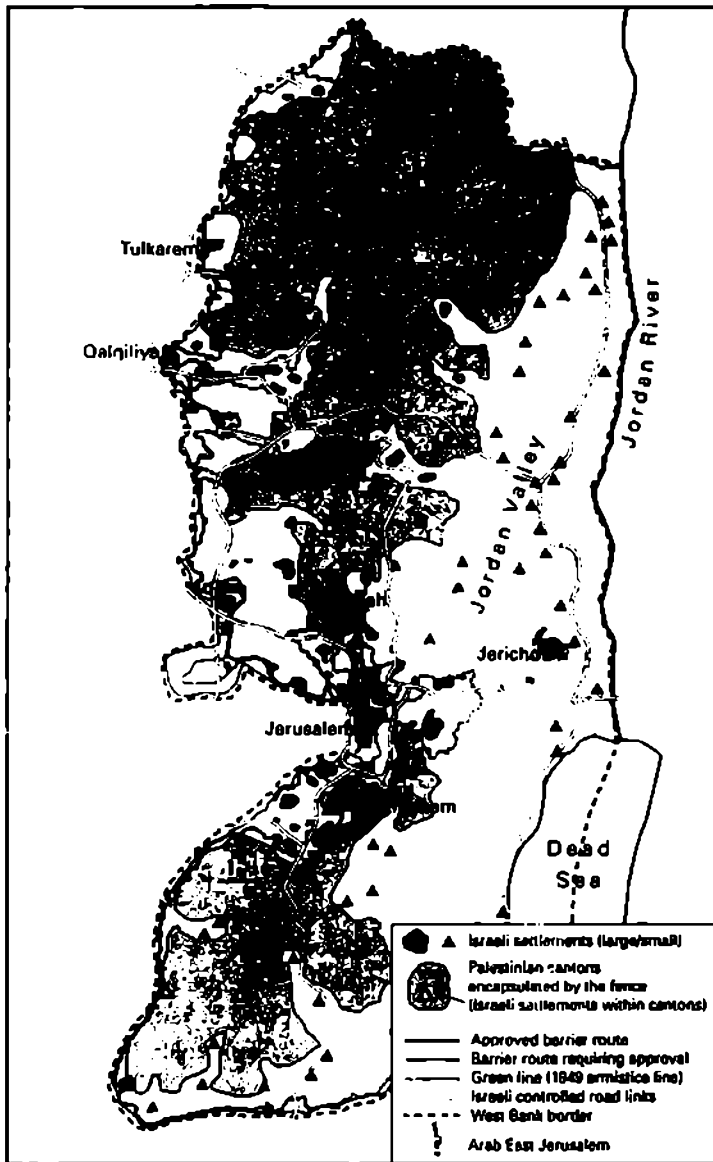 Tulkarem
Qalqiliya
Jordan River
Jordan Valley
Jericho
Jerusalem
Dead
Sea
Israeli settlements (large/small)
Palestinian cantons
encapsulated by the fence
(Israeli settlements within cantons)
Approved barrier route
Barrier route requiring approval
Green line (1949 armistice line)
Israeli controlled road links
West Bank border
Arab East Jerusalem